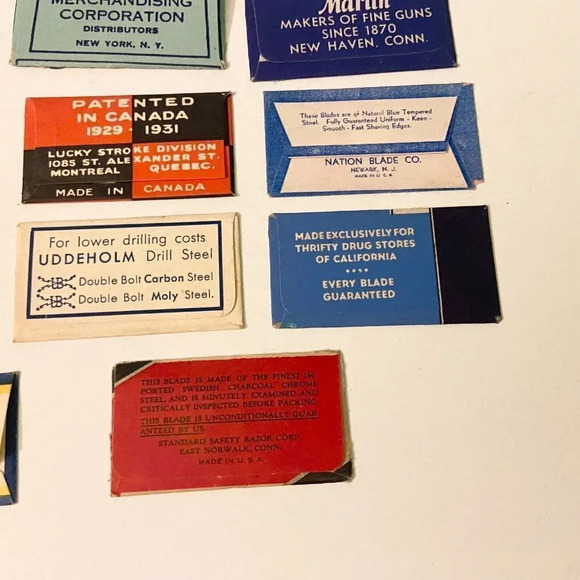 MERCHANDISING
CORPORATION
DISTRIBUTORS
NEW YORK, N. Y.
Marlin
MAKERS OF FINE GUNS
SINCE 1870
NEW HAVEN, CONN.
PATENTED
IN CANADA
1929 - 1931
LUCKY STROKE DIVISION
1085 ST. ALEXANDER ST.
MONTREAL QUEBEC.
MADE IN CANADA
These Blades are of Natural Blue Tempered
Steel. Fully Guaranteed Uniform - Keen -
Smooth - Fast Shaving Edges.
NATION BLADE CO.
NEWARK, N. J.
MADE IN U. S. A.
For lower drilling costs
UDDEHOLM Drill Steel
Double Bolt Carbon Steel
Double Bolt Moly Steel.
MADE EXCLUSIVELY FOR
THRIFTY DRUG STORES
OF CALIFORNIA
EVERY BLADE
GUARANTEED
THIS BLADE IS MADE OF THE FINEST IM-
PORTED SWEDISH CHARCOAL CHROME
STEEL, AND IS MINUTELY EXAMINED AND
CRITICALLY INSPECTED BEFORE PACKING.
THIS BLADE IS UNCONDITIONALLY GUAR-
ANTEED BY US.
STANDARD SAFETY RAZOR CORP.
EAST NORWALK, CONN.
MADE IN U. S. A.